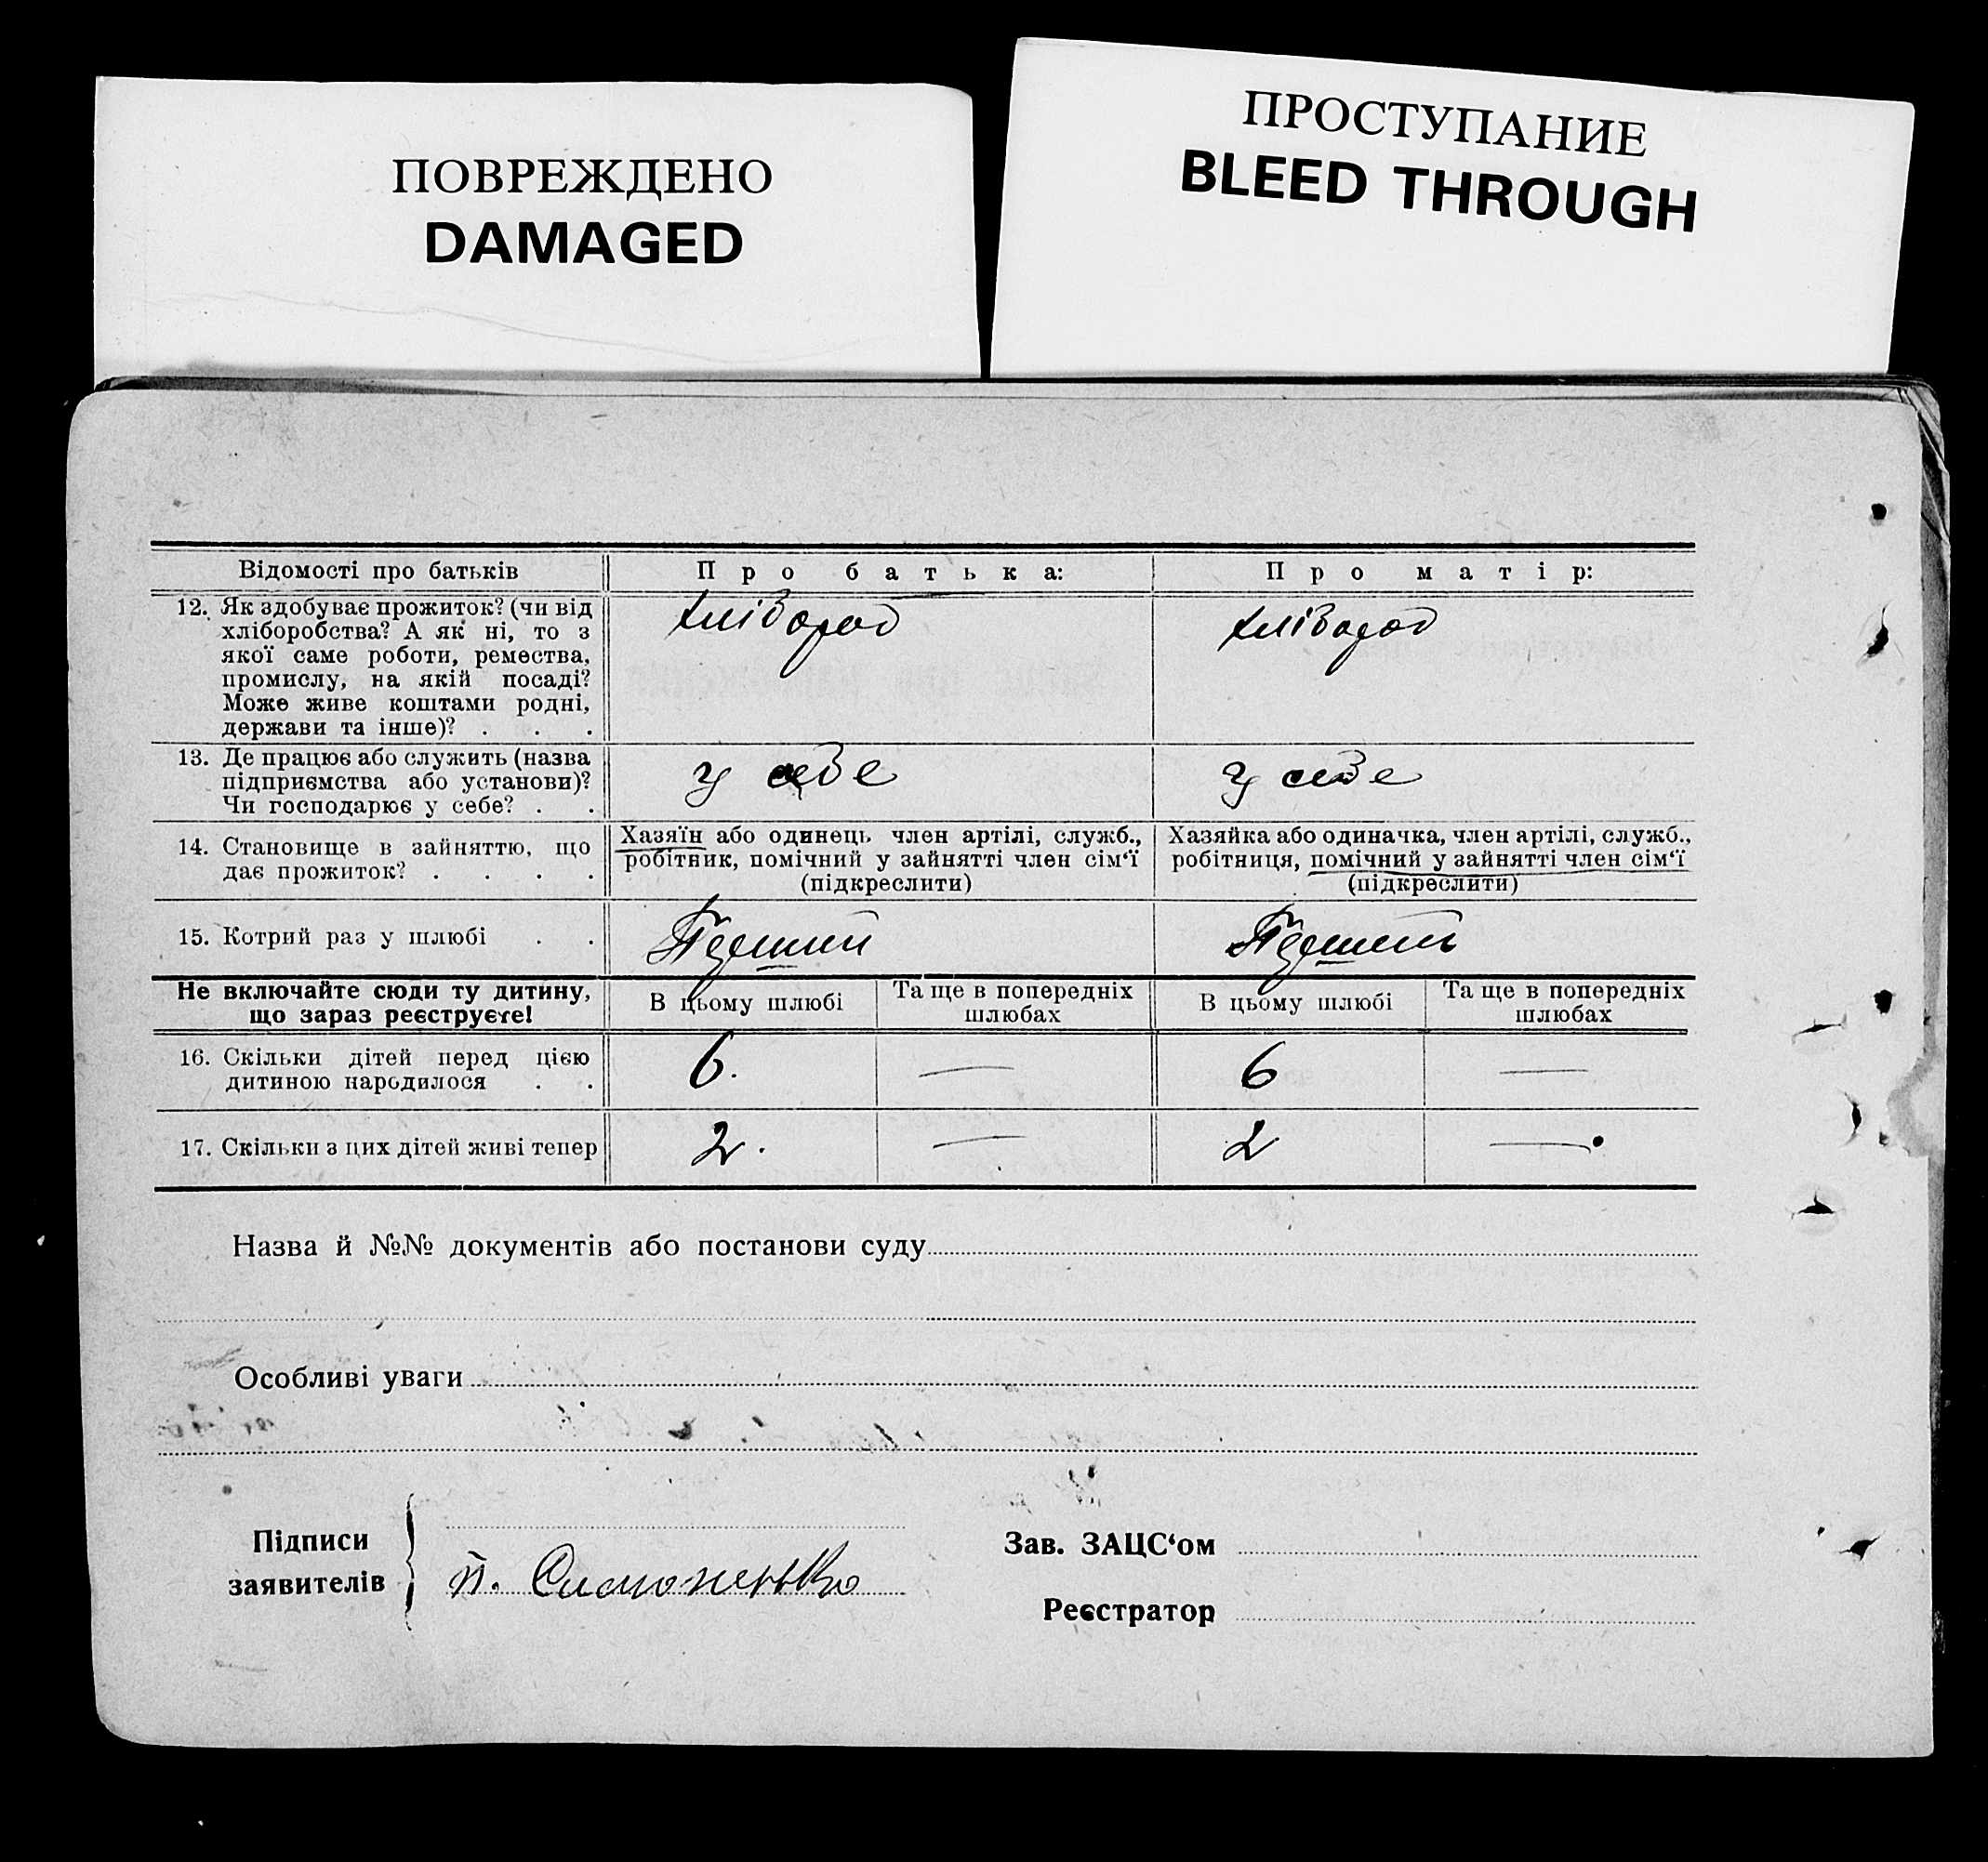 ПОВРЕЖДЕНО
DAMAGED
ПРОСТУПАНИЕ
BLEED THROUGH
Відомості про батьків
Про батька:
Про матір:
12. Як здобуває прожиток? (чи від
хліборобства? А як ні, то з
якої саме роботи, ремества,
промислу, на якій посаді?
Може живе коштами родні,
держави та інше)? . . .
хлібороб
хлібороб
13. Де працює або служить (назва
підприємства або установи)?
Чи господарює у себе? . .
у себе
у себе
14. Становище в зайняттю, що
дає прожиток? . . . .
Хазяїн або одинець член артілі, служб.,
робітник, помічний у зайнятті член сім‘ї
(підкреслити)
Хазяйка або одиначка, член артілі, служб.,
робітниця, помічний у зайнятті член сім‘ї
(підкреслити)
15. Котрий раз у шлюбі . .
Перший
Перший
Не включайте сюди ту дитину,
що зараз реєструєте!
В цьому шлюбі
Та ще в попередніх
шлюбах
В цьому шлюбі
Та ще в попередніх
шлюбах
16. Скільки дітей перед цією
дитиною народилося . .
6.
—
6
—
17. Скільки з цих дітей живі тепер
2.
—
2
—.
Назва й №№ документів або постанови суду
Особливі уваги
Підписи
заявителів
П. Симоненко
Зав. ЗАЦС‘ом
Реєстратор